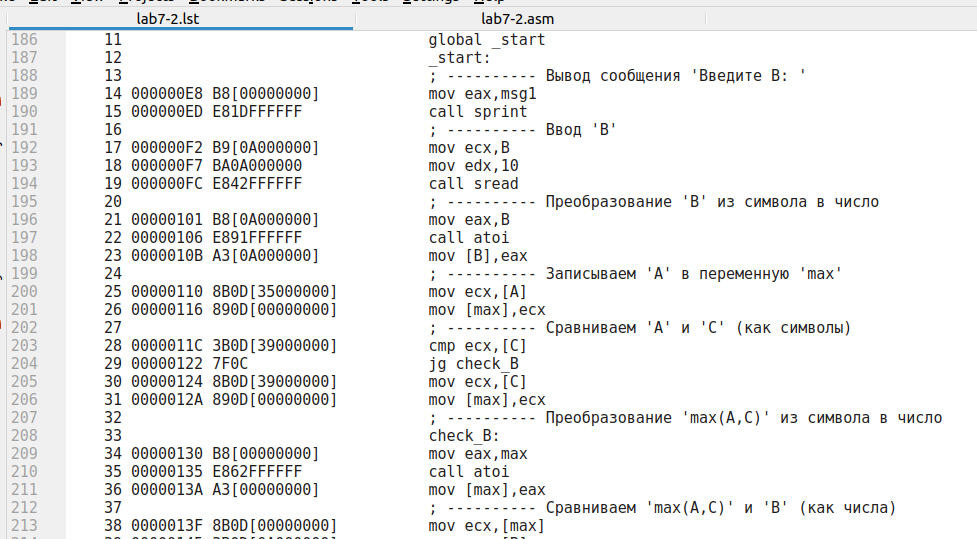 lab7-2.lst lab7-2.asm
186 11 global _start
187 12 _start:
188 13 ; ---------- Вывод сообщения 'Введите B: '
189 14 000000E8 B8[00000000] mov eax,msg1
190 15 000000ED E81DFFFFFF call sprint
191 16 ; ---------- Ввод 'B'
192 17 000000F2 B9[0A000000] mov ecx,B
193 18 000000F7 BA0A000000 mov edx,10
194 19 000000FC E842FFFFFF call sread
195 20 ; ---------- Преобразование 'B' из символа в число
196 21 00000101 B8[0A000000] mov eax,B
197 22 00000106 E891FFFFFF call atoi
198 23 0000010B A3[0A000000] mov [B],eax
199 24 ; ---------- Записываем 'A' в переменную 'max'
200 25 00000110 8B0D[35000000] mov ecx,[A]
201 26 00000116 890D[00000000] mov [max],ecx
202 27 ; ---------- Сравниваем 'A' и 'C' (как символы)
203 28 0000011C 3B0D[39000000] cmp ecx,[C]
204 29 00000122 7F0C jg check_B
205 30 00000124 8B0D[39000000] mov ecx,[C]
206 31 0000012A 890D[00000000] mov [max],ecx
207 32 ; ---------- Преобразование 'max(A,C)' из символа в число
208 33 check_B:
209 34 00000130 B8[00000000] mov eax,max
210 35 00000135 E862FFFFFF call atoi
211 36 0000013A A3[00000000] mov [max],eax
212 37 ; ---------- Сравниваем 'max(A,C)' и 'B' (как числа)
213 38 0000013F 8B0D[00000000] mov ecx,[max]